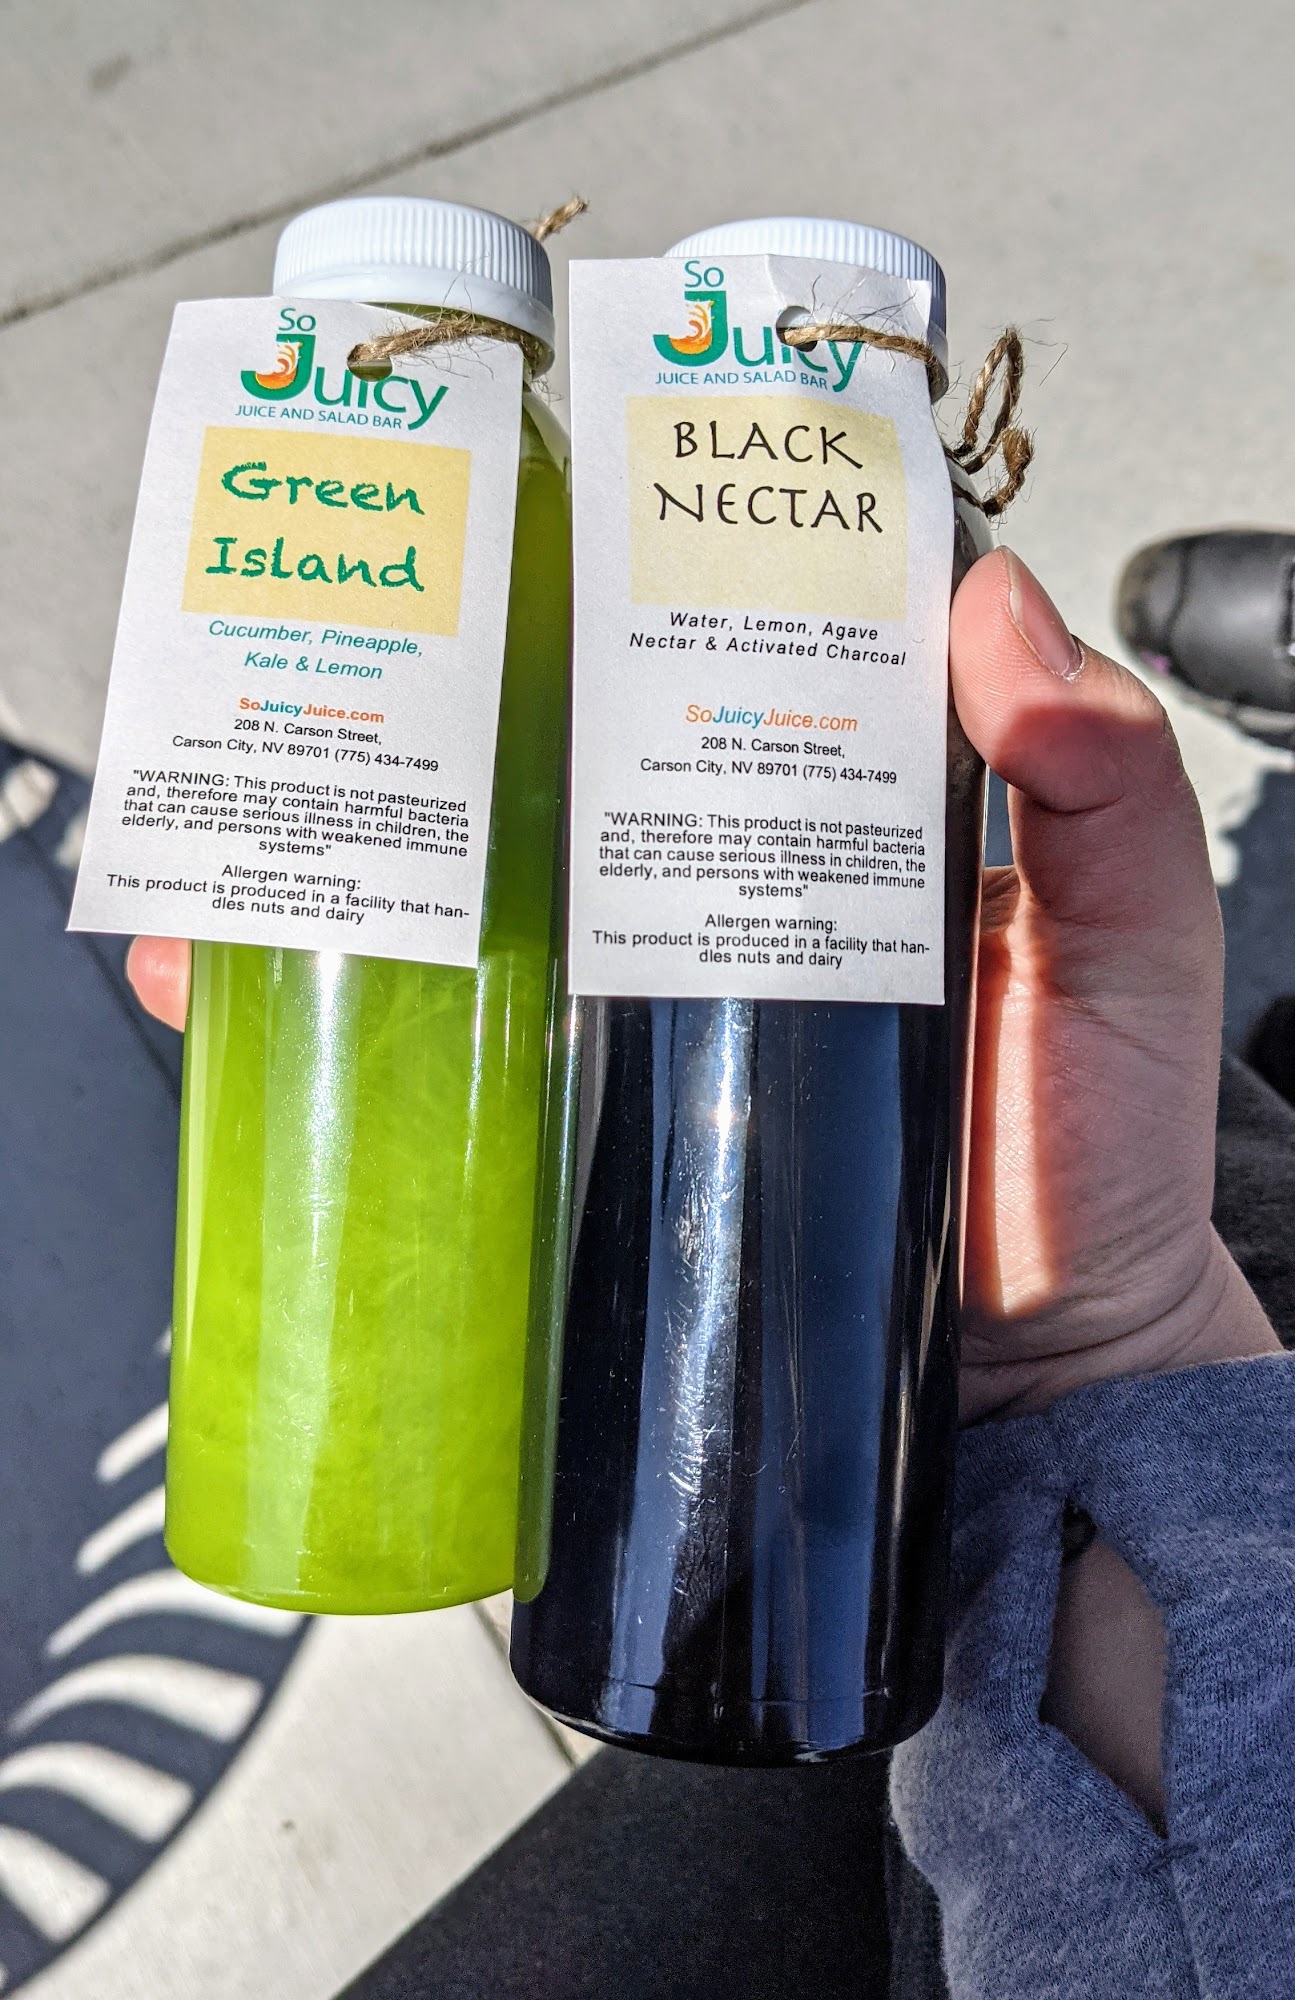 So
Juicy
JUICE AND SALAD BAR
Green
Island
Cucumber, Pineapple,
Kale & Lemon
SoJuicyJuice.com
208 N. Carson Street,
Carson City, NV 89701 (775) 434-7499
"WARNING: This product is not pasteurized
and, therefore may contain harmful bacteria
that can cause serious illness in children, the
elderly, and persons with weakened immune
systems"
Allergen warning:
This product is produced in a facility that han-
dles nuts and dairy
So
Juicy
JUICE AND SALAD BAR
BLACK
NECTAR
Water, Lemon, Agave
Nectar & Activated Charcoal
SoJuicyJuice.com
208 N. Carson Street,
Carson City, NV 89701 (775) 434-7499
"WARNING: This product is not pasteurized
and, therefore may contain harmful bacteria
that can cause serious illness in children, the
elderly, and persons with weakened immune
systems"
Allergen warning:
This product is produced in a facility that han-
dles nuts and dairy